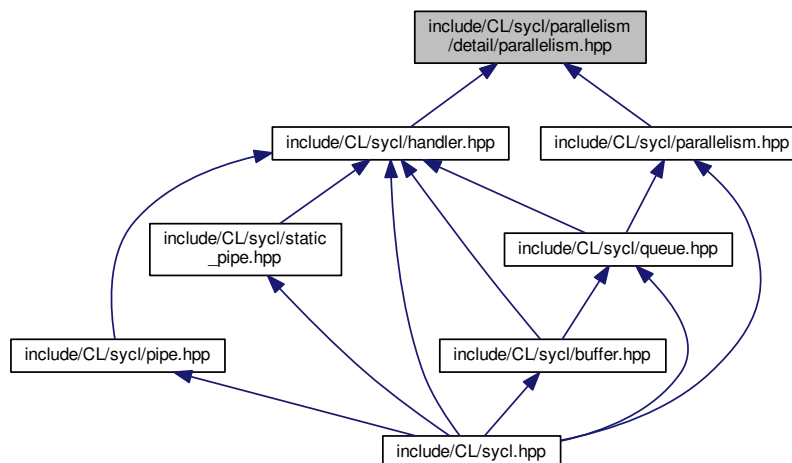 include/CL/sycl/parallelism
/detail/parallelism.hpp
include/CL/sycl/handler.hpp
include/CL/sycl/parallelism.hpp
include/CL/sycl/static
_pipe.hpp
include/CL/sycl/queue.hpp
include/CL/sycl/pipe.hpp
include/CL/sycl/buffer.hpp
include/CL/sycl.hpp